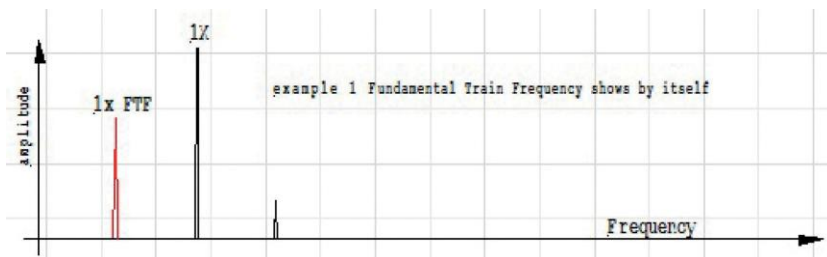 1X
1x FTF
example 1 Fundamental Train Frequency shows by itself
amplitude
Frequency